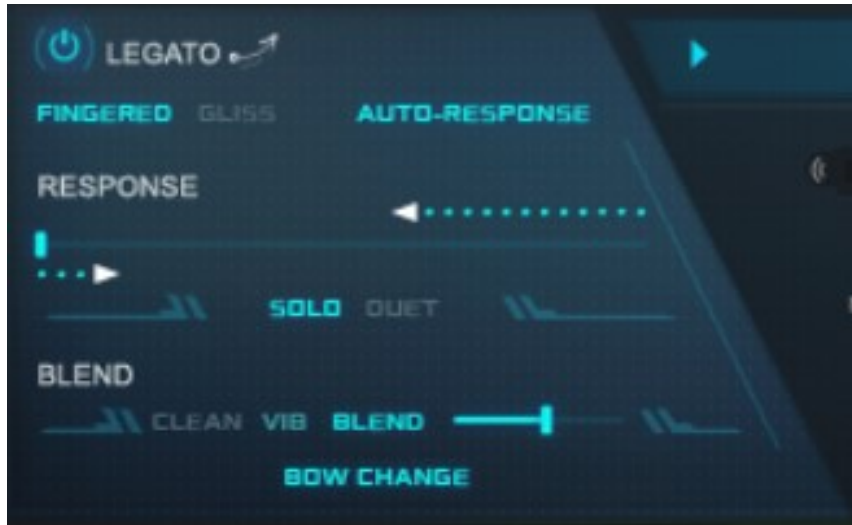 LEGATO
FINGERED GLISS AUTO-RESPONSE
RESPONSE
SOLO DUET
BLEND
CLEAN VIB BLEND
BOW CHANGE